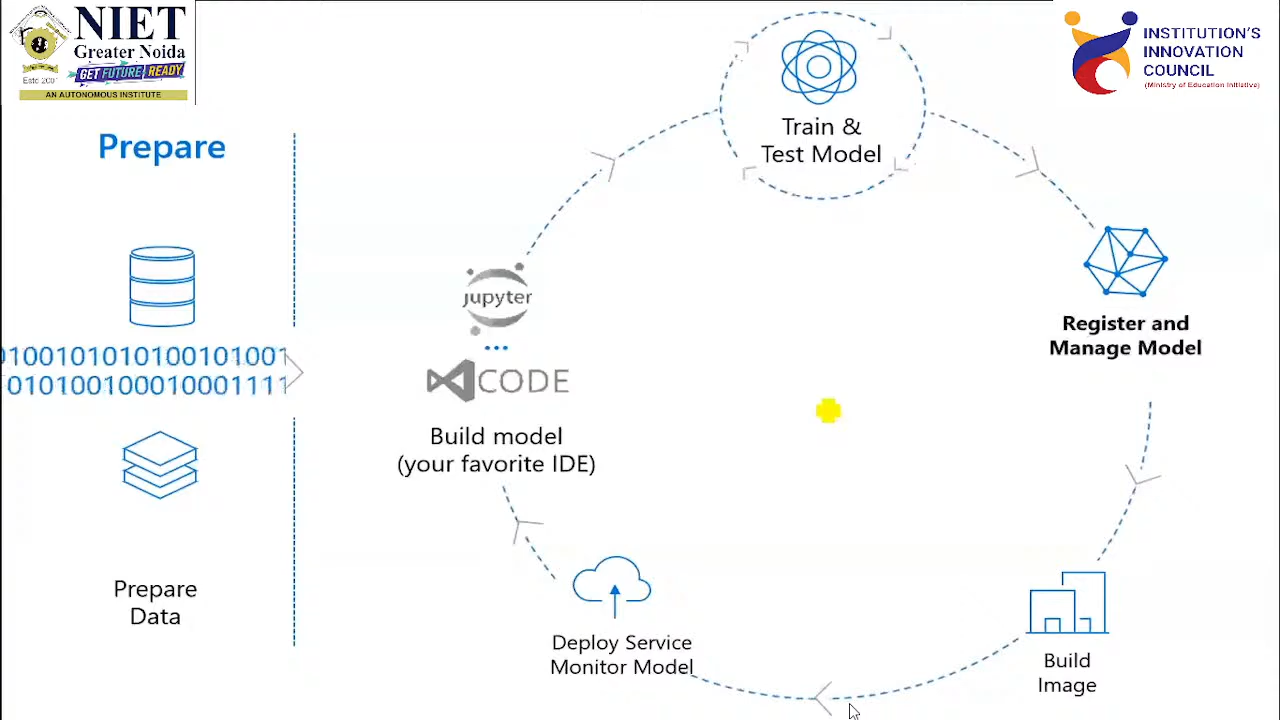 NIET
Greater Noida
GET FUTURE READY
AN AUTONOMOUS INSTITUTE
INSTITUTION'S
INNOVATION
COUNCIL
(Ministry of Education Initiative)
Prepare
Prepare
Data
jupyter
CODE
Build model
(your favorite IDE)
Train &
Test Model
Register and
Manage Model
Build
Image
Deploy Service
Monitor Model